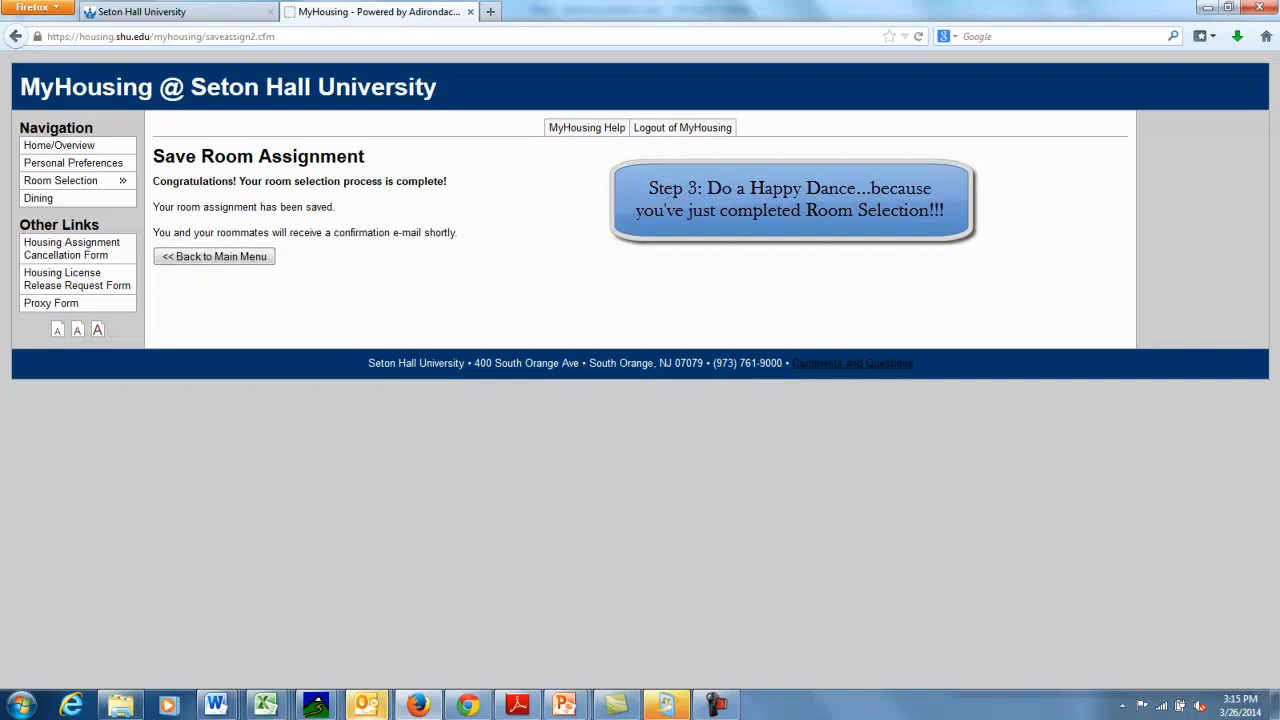 Firefox
Seton Hall University
MyHousing - Powered by Adirondac...
https://housing.shu.edu/myhousing/saveassign2.cfm
Google
MyHousing @ Seton Hall University
Navigation
Home/Overview
Personal Preferences
Room Selection »
Dining
Other Links
Housing Assignment
Cancellation Form
Housing License
Release Request Form
Proxy Form
A A A
MyHousing Help
Logout of MyHousing
Save Room Assignment
Congratulations! Your room selection process is complete!
Your room assignment has been saved.
You and your roommates will receive a confirmation e-mail shortly.
<< Back to Main Menu
Step 3: Do a Happy Dance...because
you've just completed Room Selection!!!
Seton Hall University • 400 South Orange Ave • South Orange, NJ 07079 • (973) 761-9000 • Comments and Questions
3:15 PM
3/26/2014